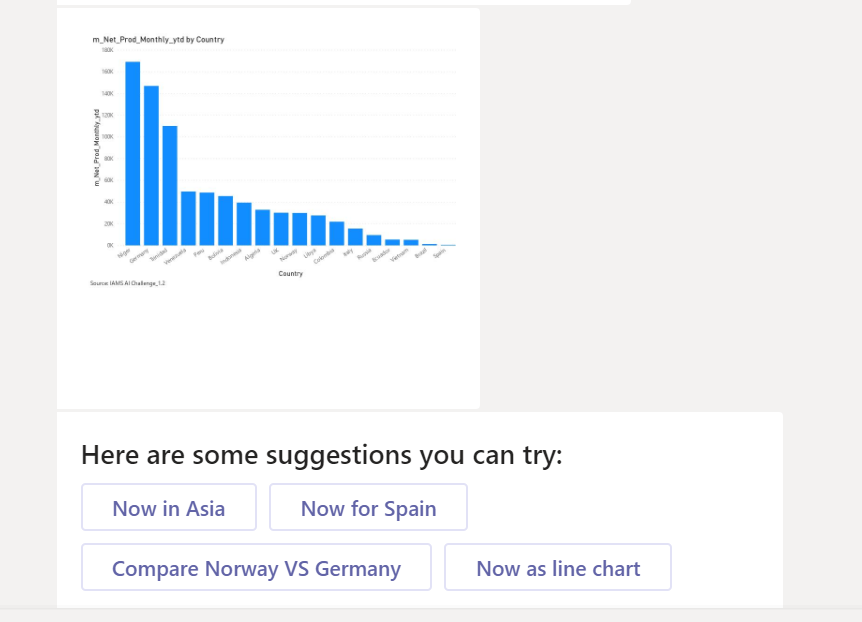 m_Net_Prod_Monthly_ytd by Country
180K
160K
140K
120K
100K
80K
60K
40K
20K
0K
m_Net_Prod_Monthly_ytd
Niger Germany Trinidad Venezuela Peru Bolivia Indonesia Algeria UK Norway Libya Colombia Italy Russia Ecuador Vietnam Brazil Spain
Country
Source: IAMS AI Challenge_1.2
Here are some suggestions you can try:
Now in Asia Now for Spain
Compare Norway VS Germany Now as line chart